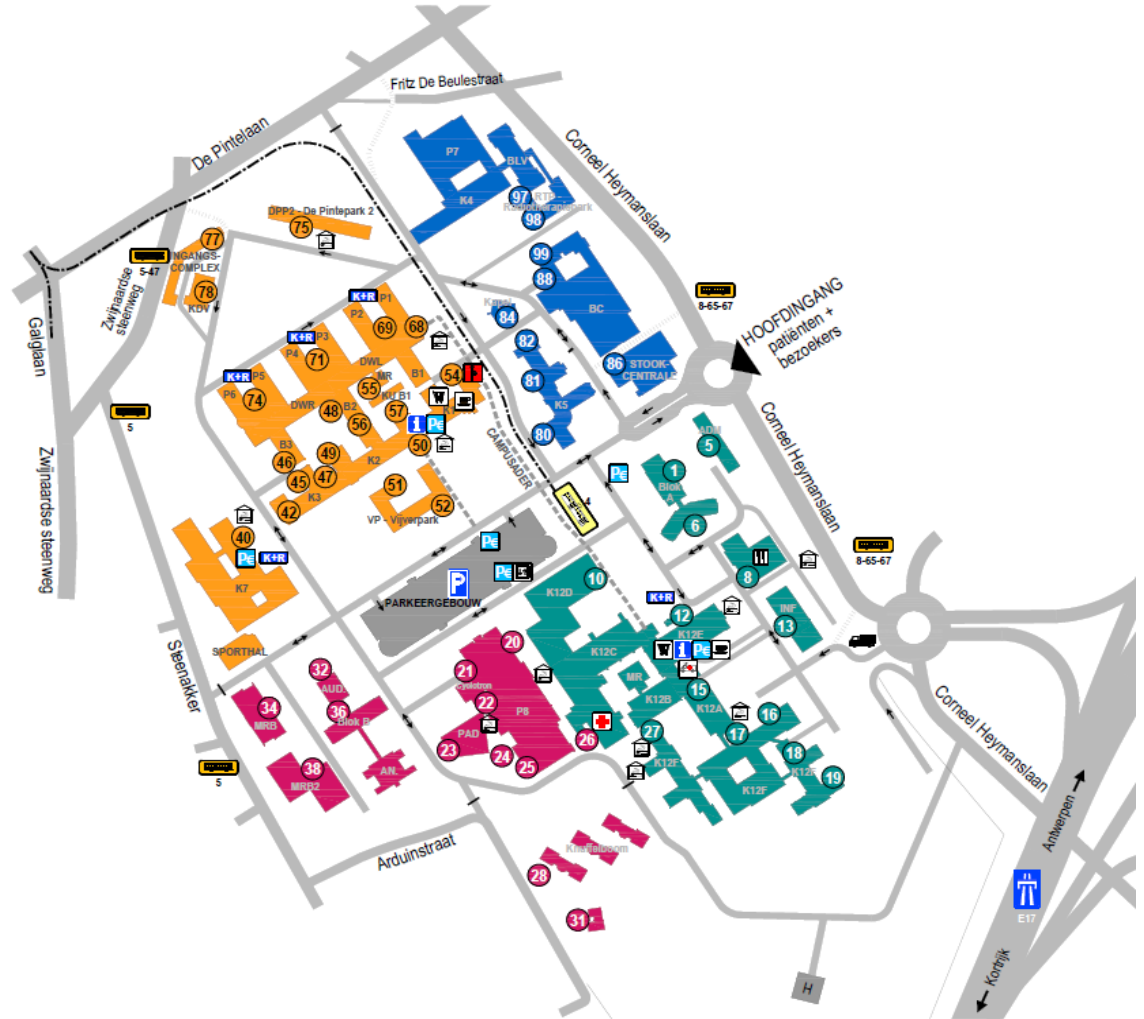 Fritz De Beulestraat
De Pintelaan
Corneel Heymanslaan
P7
BLV
K4
97
RTP
Radiotherapiepark
98
DPP2 - De Pintepark 2
75
77
INGANGS-
COMPLEX
78
KDV
5-47
Zwijnaardse
steenweg
Galglaan
99
88
BC
8-65-67
HOOFDINGANG
patiënten +
bezoekers
K+R
P1
P2
69
68
84
82
86
STOOK-
CENTRALE
K+R
P3
P4
71
DWL
MR
55
KU B1
B1
54
81
K5
80
K+R
P5
P6
74
DWR
48
B2
56
57
i
P€
50
5
B3
46
49
47
K2
45
K3
42
51
52
VP - Vijverpark
CAMPUSADER
4
P€
ADM
5
1
Blok
A
6
Corneel Heymanslaan
Zwijnaardse steenweg
40
P€
K+R
K7
P€
P€
P
PARKEERGEBOUW
8
8-65-67
10
K12D
K+R
12
K12E
INF
13
SPORTHAL
Steenakker
20
21
Cyclotron
22
P8
K12C
i
P€
MR
K12B
15
K12A
32
AUD.
36
Blok B
34
MRB
PAD
23
24
25
26
27
K12F
17
16
18
K12F
19
K12F
Corneel Heymanslaan
5
38
MRB2
AN.
Arduinstraat
28
31
Antwerpen
E17
Kortrijk
H